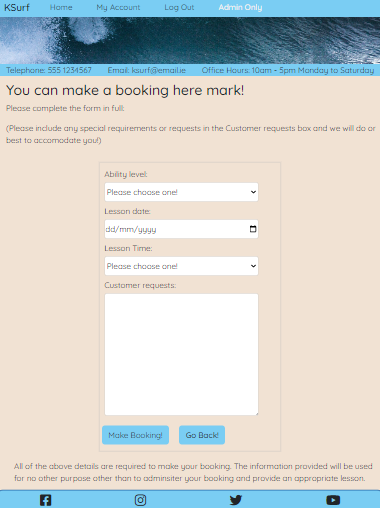 KSurf Home My Account Log Out Admin Only
Telephone: 555 1234567 Email: ksurf@email.ie Office Hours: 10am - 5pm Monday to Saturday
You can make a booking here mark!
Please complete the form in full:
(Please include any special requirements or requests in the Customer requests box and we will do or
best to accomodate you!)
Ability level:
Please choose one!
Lesson date:
dd/mm/yyyy
Lesson Time:
Please choose one!
Customer requests:
Make Booking! Go Back!
All of the above details are required to make your booking. The information provided will be used
for no other purpose other than to adminsiter your booking and provide an appropriate lesson.